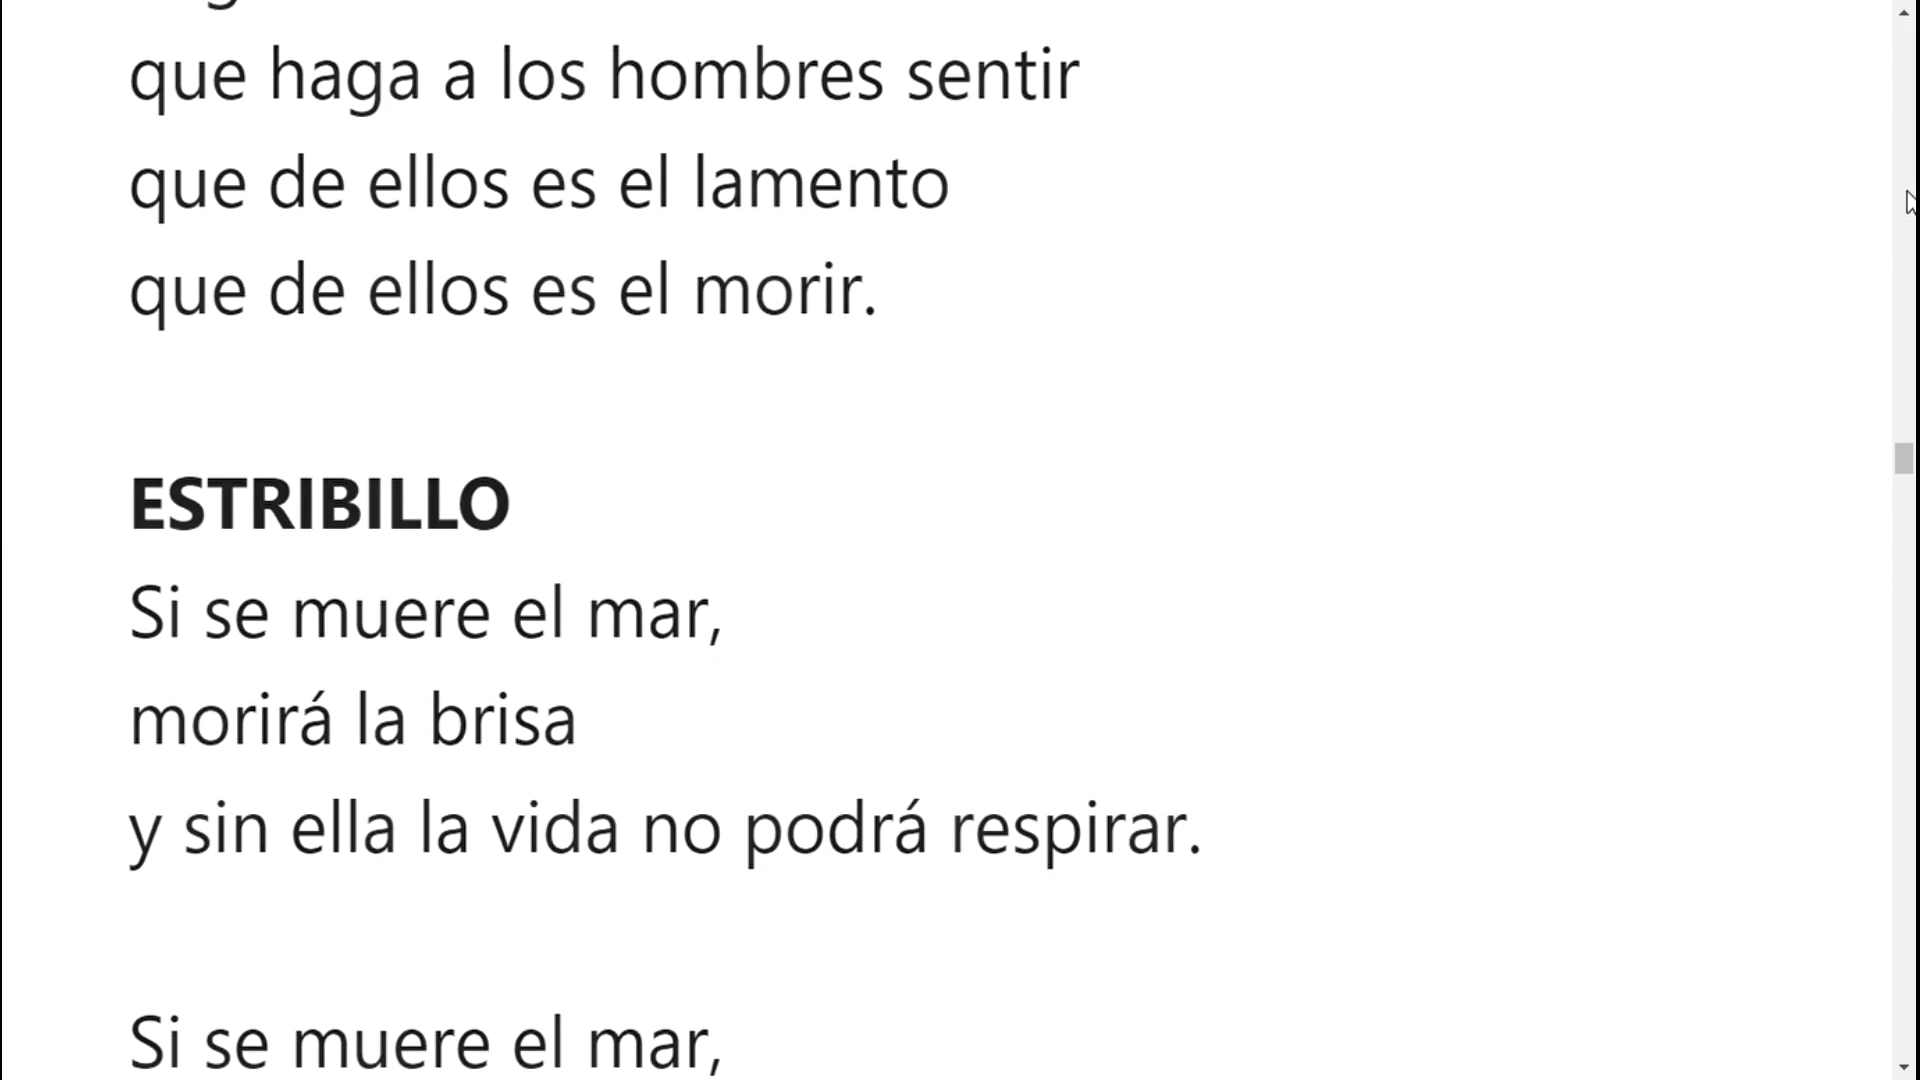 que haga a los hombres sentir
que de ellos es el lamento
que de ellos es el morir.
ESTRIBILLO
Si se muere el mar,
morirá la brisa
y sin ella la vida no podrá respirar.
Si se muere el mar,